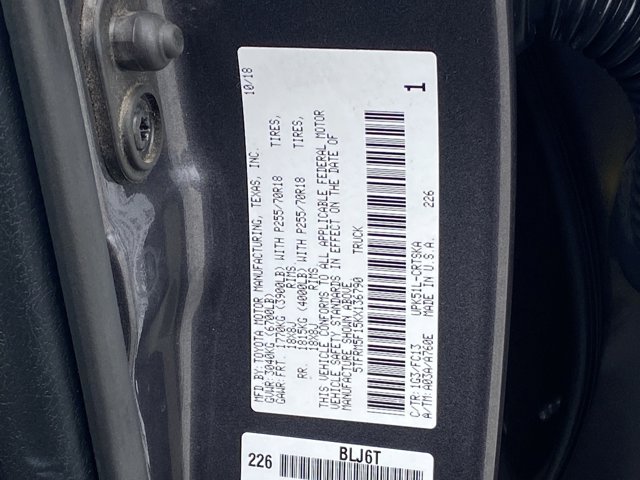 MFD.BY: TOYOTA MOTOR MANUFACTURING, TEXAS, INC. 10/18
GVWR: 3040KG (6700LB)
GAWR: FRT. 1770KG (3900LB) WITH P255/70R18 TIRES,
18X8J RIMS
RR. 1815KG (4000LB) WITH P255/70R18 TIRES,
18X8J RIMS
THIS VEHICLE CONFORMS TO ALL APPLICABLE FEDERAL MOTOR
VEHICLE SAFETY STANDARDS IN EFFECT ON THE DATE OF
MANUFACTURE SHOWN ABOVE.
5TFRM5F15KX136790 TRUCK
C/TR: 1G3/FC13 UPK51L-CRTSKA 226
A/TM: A03A/A760E MADE IN U.S.A.
1
226 BLJ6T